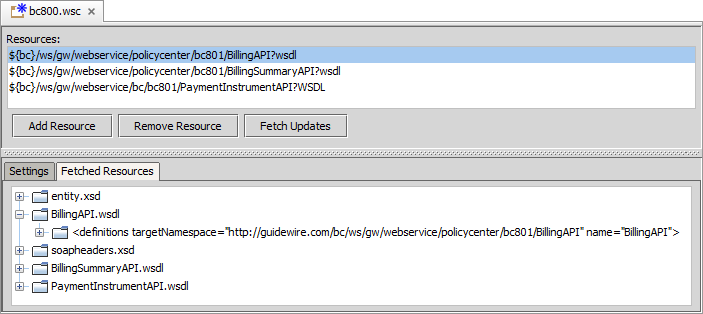 bc800.wsc
Resources:
${bc}/ws/gw/webservice/policycenter/bc801/BillingAPI?wsdl
${bc}/ws/gw/webservice/policycenter/bc801/BillingSummaryAPI?wsdl
${bc}/ws/gw/webservice/bc/bc801/PaymentInstrumentAPI?WSDL
Add Resource Remove Resource Fetch Updates
Settings Fetched Resources
entity.xsd
BillingAPI.wsdl
<definitions targetNamespace="http://guidewire.com/bc/ws/gw/webservice/policycenter/bc801/BillingAPI" name="BillingAPI">
soapheaders.xsd
BillingSummaryAPI.wsdl
PaymentInstrumentAPI.wsdl